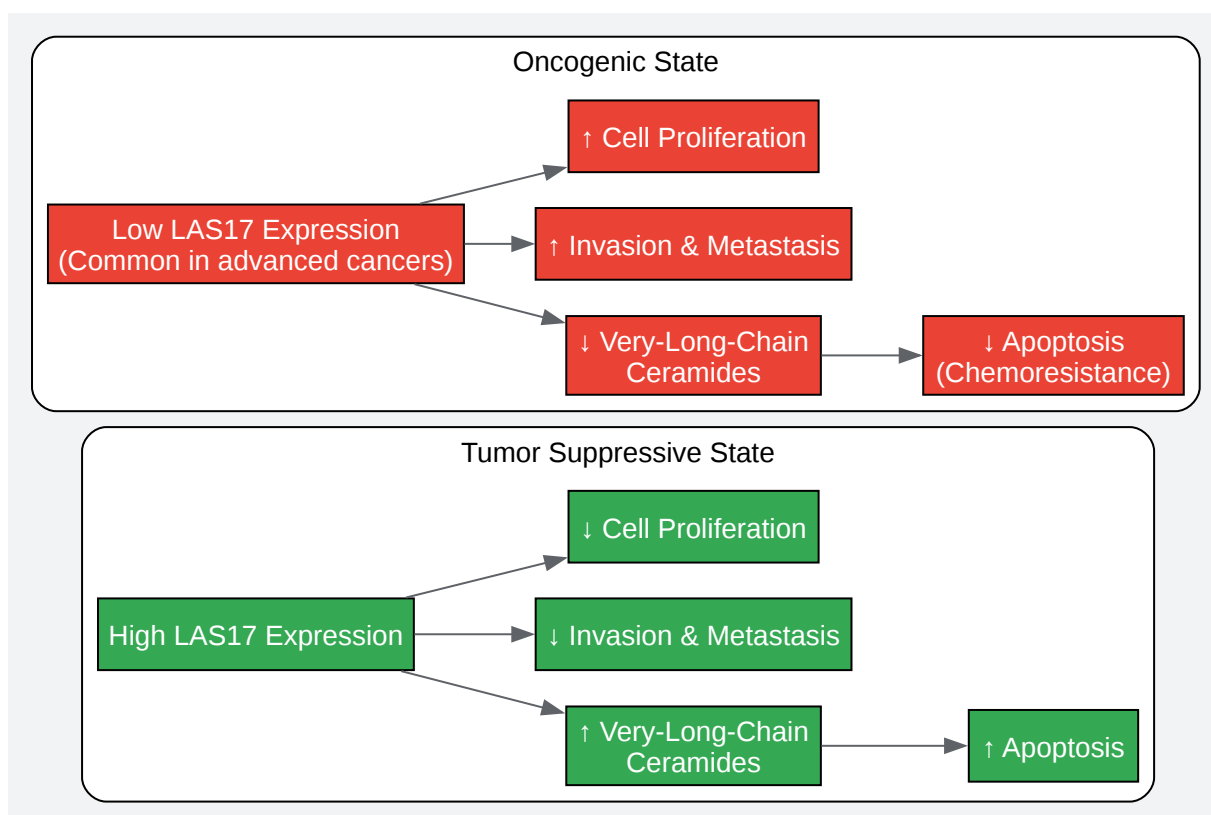 Oncogenic State
↑ Cell Proliferation
Low LAS17 Expression
(Common in advanced cancers)
↑ Invasion & Metastasis
↓ Very-Long-Chain
Ceramides
↓ Apoptosis
(Chemoresistance)
Tumor Suppressive State
↓ Cell Proliferation
High LAS17 Expression
↓ Invasion & Metastasis
↑ Very-Long-Chain
Ceramides
↑ Apoptosis